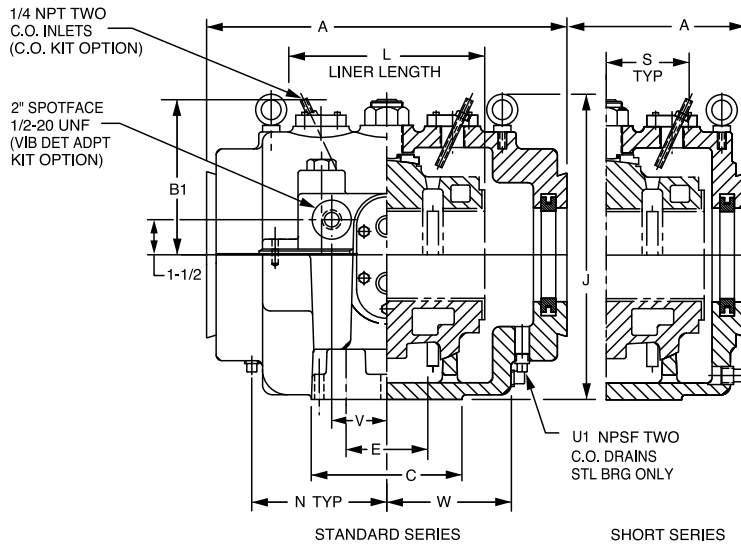 1/4 NPT TWO
C.O. INLETS
(C.O. KIT OPTION)
A
A
L
LINER LENGTH
S
TYP
2" SPOTFACE
1/2-20 UNF
(VIB DET ADPT
KIT OPTION)
B1
J
1-1/2
V
E
C
N TYP
W
U1 NPSF TWO
C.O. DRAINS
STL BRG ONLY
STANDARD SERIES
SHORT SERIES